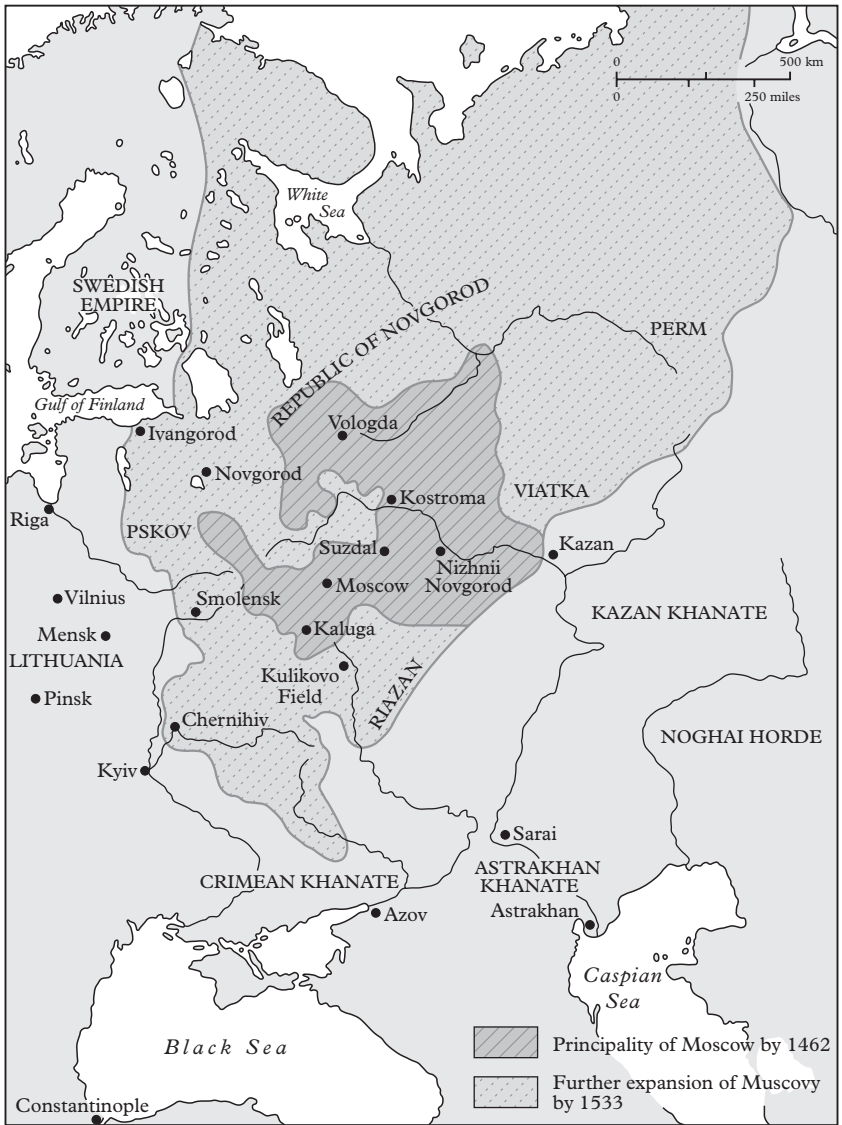 0 500 km
0 250 miles
White
Sea
SWEDISH
EMPIRE
REPUBLIC OF NOVGOROD
PERM
Gulf of Finland
Ivangorod
Vologda
Novgorod
Kostroma
VIATKA
Riga
PSKOV
Suzdal
Kazan
Nizhnii
Novgorod
Moscow
Vilnius
Smolensk
KAZAN KHANATE
Mensk
Kaluga
LITHUANIA
Kulikovo
Field
RIAZAN
Pinsk
Chernihiv
NOGHAI HORDE
Kyiv
Sarai
ASTRAKHAN
KHANATE
CRIMEAN KHANATE
Azov
Astrakhan
Caspian
Sea
Black Sea
Principality of Moscow by 1462
Further expansion of Muscovy
by 1533
Constantinople